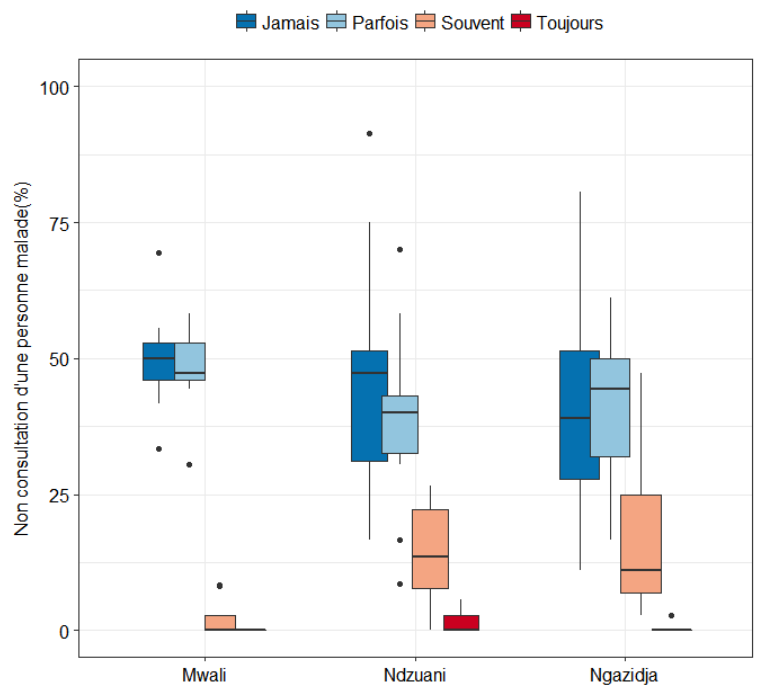 Jamais Parfois Souvent Toujours
Non consultation d'une personne malade(%)
100
75
50
25
0
Mwali Ndzuani Ngazidja